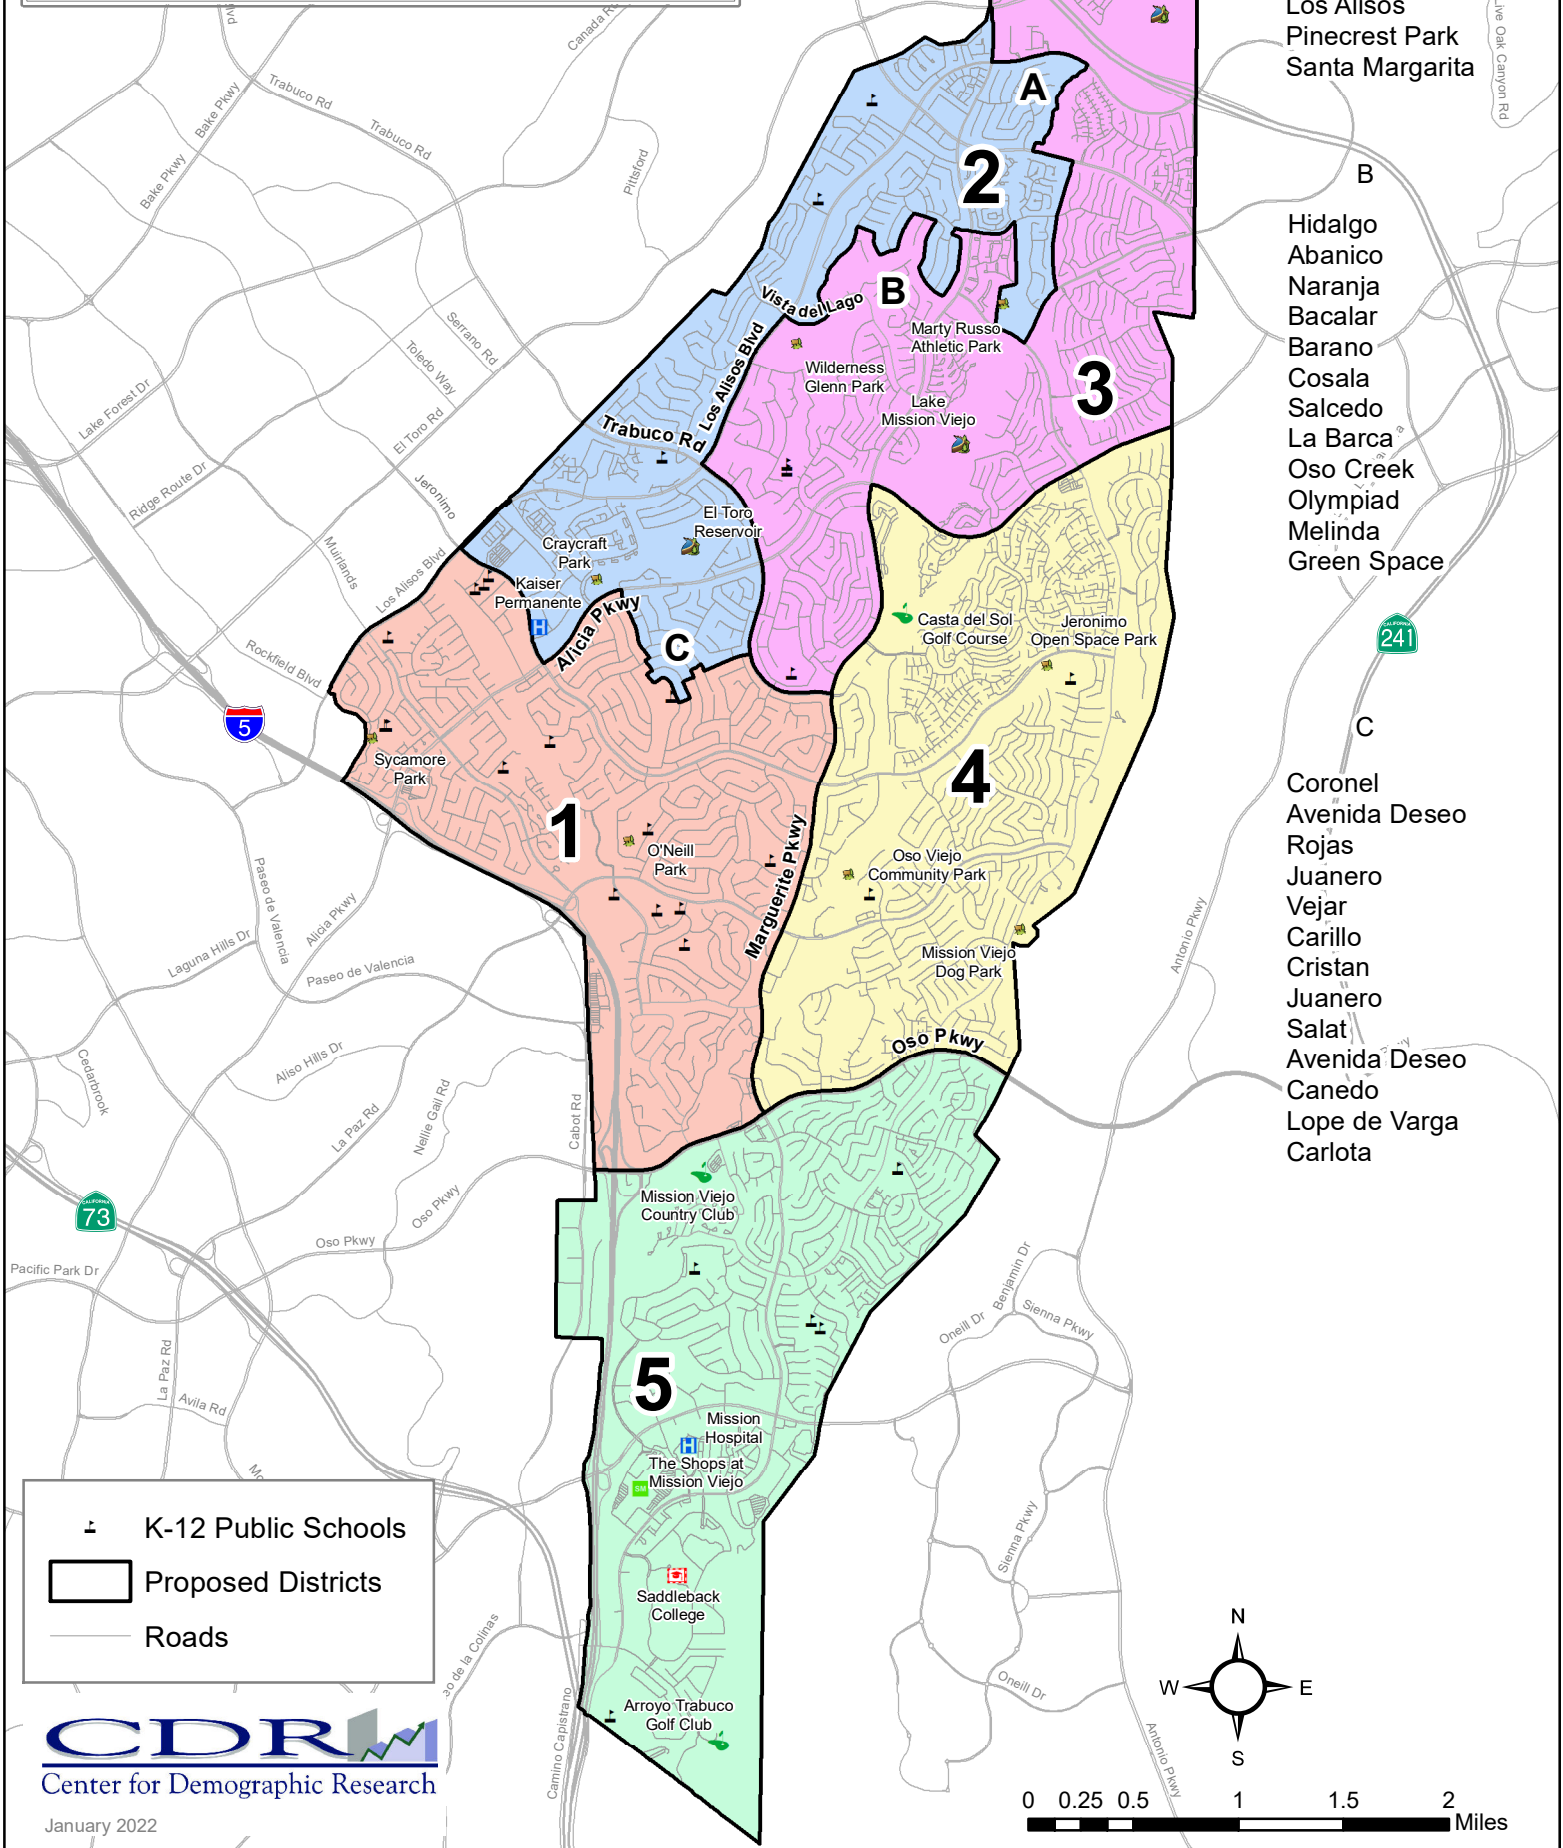 Los Alisos
Pinecrest Park
Santa Margarita
B
Hidalgo
Abanico
Naranja
Bacalar
Barano
Cosala
Salcedo
La Barca
Oso Creek
Olympiad
Melinda
Green Space
C
Coronel
Avenida Deseo
Rojas
Juanero
Vejar
Carillo
Cristan
Juanero
Salat
Avenida Deseo
Canedo
Lope de Varga
Carlota
Canada Rd
Live Oak Canyon Rd
Trabuco Rd
Bake Pkwy
Trabuco Rd
Bake Pkwy
Pittsford
A
2
B
Vista del Lago
Los Alisos Blvd
Trabuco Rd
Marty Russo
Athletic Park
Wilderness
Glenn Park
Lake
Mission Viejo
3
Serrano Rd
Toledo Way
Lake Forest Dr
El Toro Rd
Ridge Route Dr
Jeronimo
Muirlands
Los Alisos Blvd
Rockfield Blvd
El Toro
Reservoir
Craycraft
Park
Kaiser
Permanente
H
Alicia Pkwy
C
Casta del Sol
Golf Course
Jeronimo
Open Space Park
CALIFORNIA
241
5
Sycamore
Park
1
O'Neill
Park
Marguerite Pkwy
4
Oso Viejo
Community Park
Mission Viejo
Dog Park
Oso Pkwy
Antonio Pkwy
Paseo de Valencia
Alicia Pkwy
Laguna Hills Dr
Paseo de Valencia
Cedarbrook
Aliso Hills Dr
La Paz Rd
Nellie Gail Rd
Cabot Rd
CALIFORNIA
73
Oso Pkwy
Oso Pkwy
Pacific Park Dr
La Paz Rd
Avila Rd
Mission Viejo
Country Club
5
Mission
Hospital
H
The Shops at
Mission Viejo
SM
Saddleback
College
Arroyo Trabuco
Golf Club
Camino Capistrano
Benjamin Dr
Oneill Dr
Sienna Pkwy
Sienna Pkwy
Oneill Dr
Antonio Pkwy
K-12 Public Schools
Proposed Districts
Roads
CDR
Center for Demographic Research
January 2022
N
W E
S
0 0.25 0.5 1 1.5 2
Miles